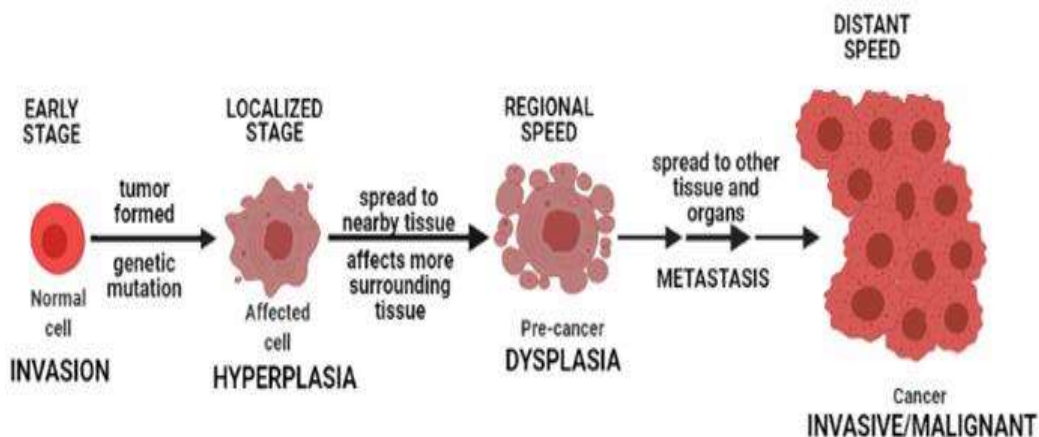 EARLY
STAGE
Normal
cell
INVASION
tumor
formed
genetic
mutation
LOCALIZED
STAGE
Affected
cell
HYPERPLASIA
spread to
nearby tissue
affects more
surrounding
tissue
REGIONAL
SPEED
Pre-cancer
DYSPLASIA
spread to other
tissue and
organs
METASTASIS
DISTANT
SPEED
Cancer
INVASIVE/MALIGNANT